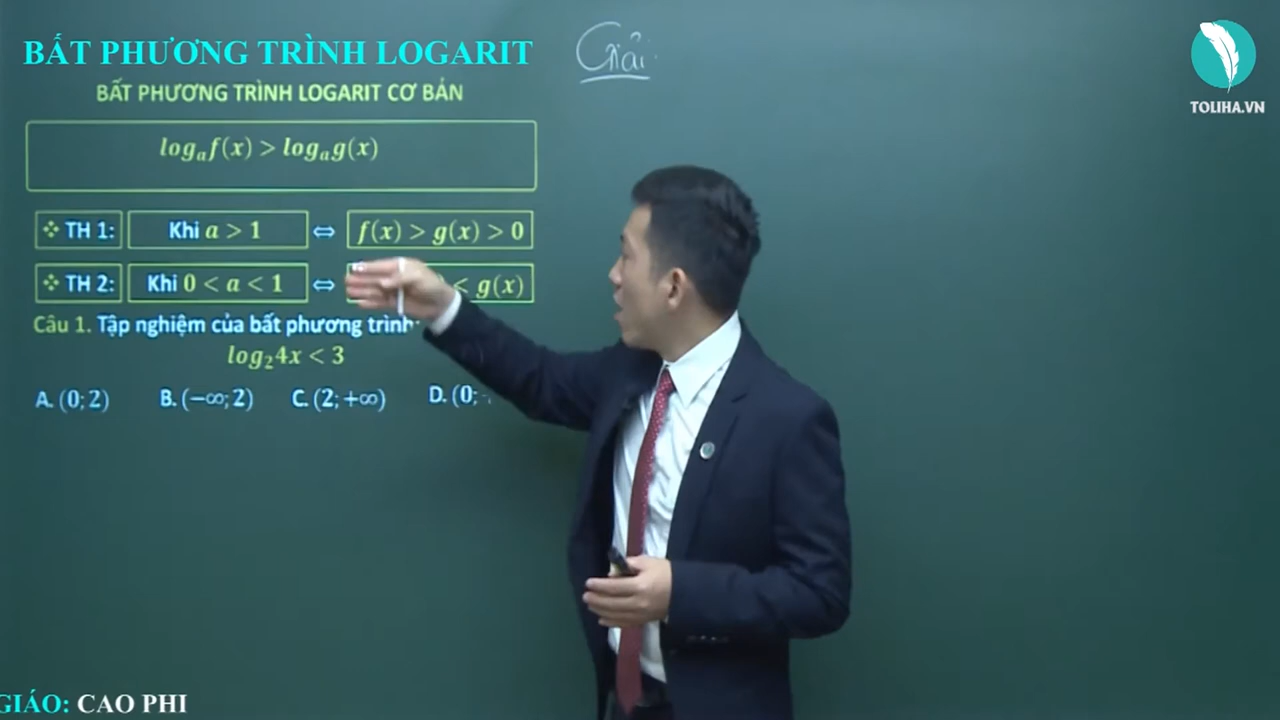 BẤT PHƯƠNG TRÌNH LOGARIT
Giải:
TOLIHA.VN
BẤT PHƯƠNG TRÌNH LOGARIT CƠ BẢN
logₐf(x) > logₐg(x)
❖ TH 1: Khi a > 1 ⇔ f(x) > g(x) > 0
❖ TH 2: Khi 0 < a < 1 ⇔ < g(x)
Câu 1. Tập nghiệm của bất phương trình
log₂4x < 3
A. (0; 2) B. (−∞; 2) C. (2; +∞) D. (0;
GIÁO: CAO PHI